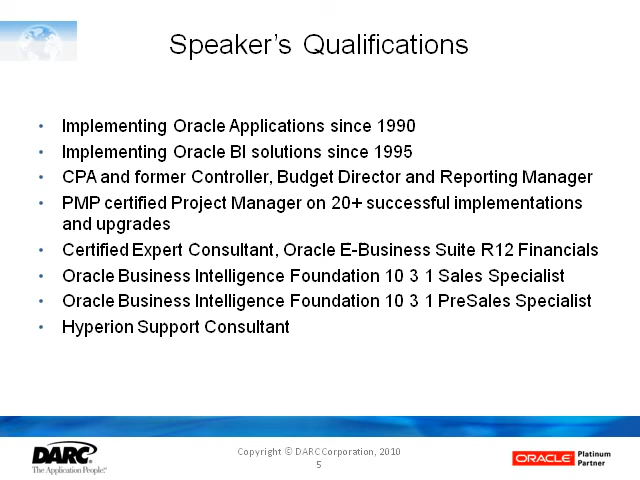 Speaker's Qualifications
• Implementing Oracle Applications since 1990
• Implementing Oracle BI solutions since 1995
• CPA and former Controller, Budget Director and Reporting Manager
• PMP certified Project Manager on 20+ successful implementations
and upgrades
• Certified Expert Consultant, Oracle E-Business Suite R12 Financials
• Oracle Business Intelligence Foundation 10 3 1 Sales Specialist
• Oracle Business Intelligence Foundation 10 3 1 PreSales Specialist
• Hyperion Support Consultant
DARC
The Application People.®
Copyright © DARC Corporation, 2010
5
ORACLE
Platinum
Partner